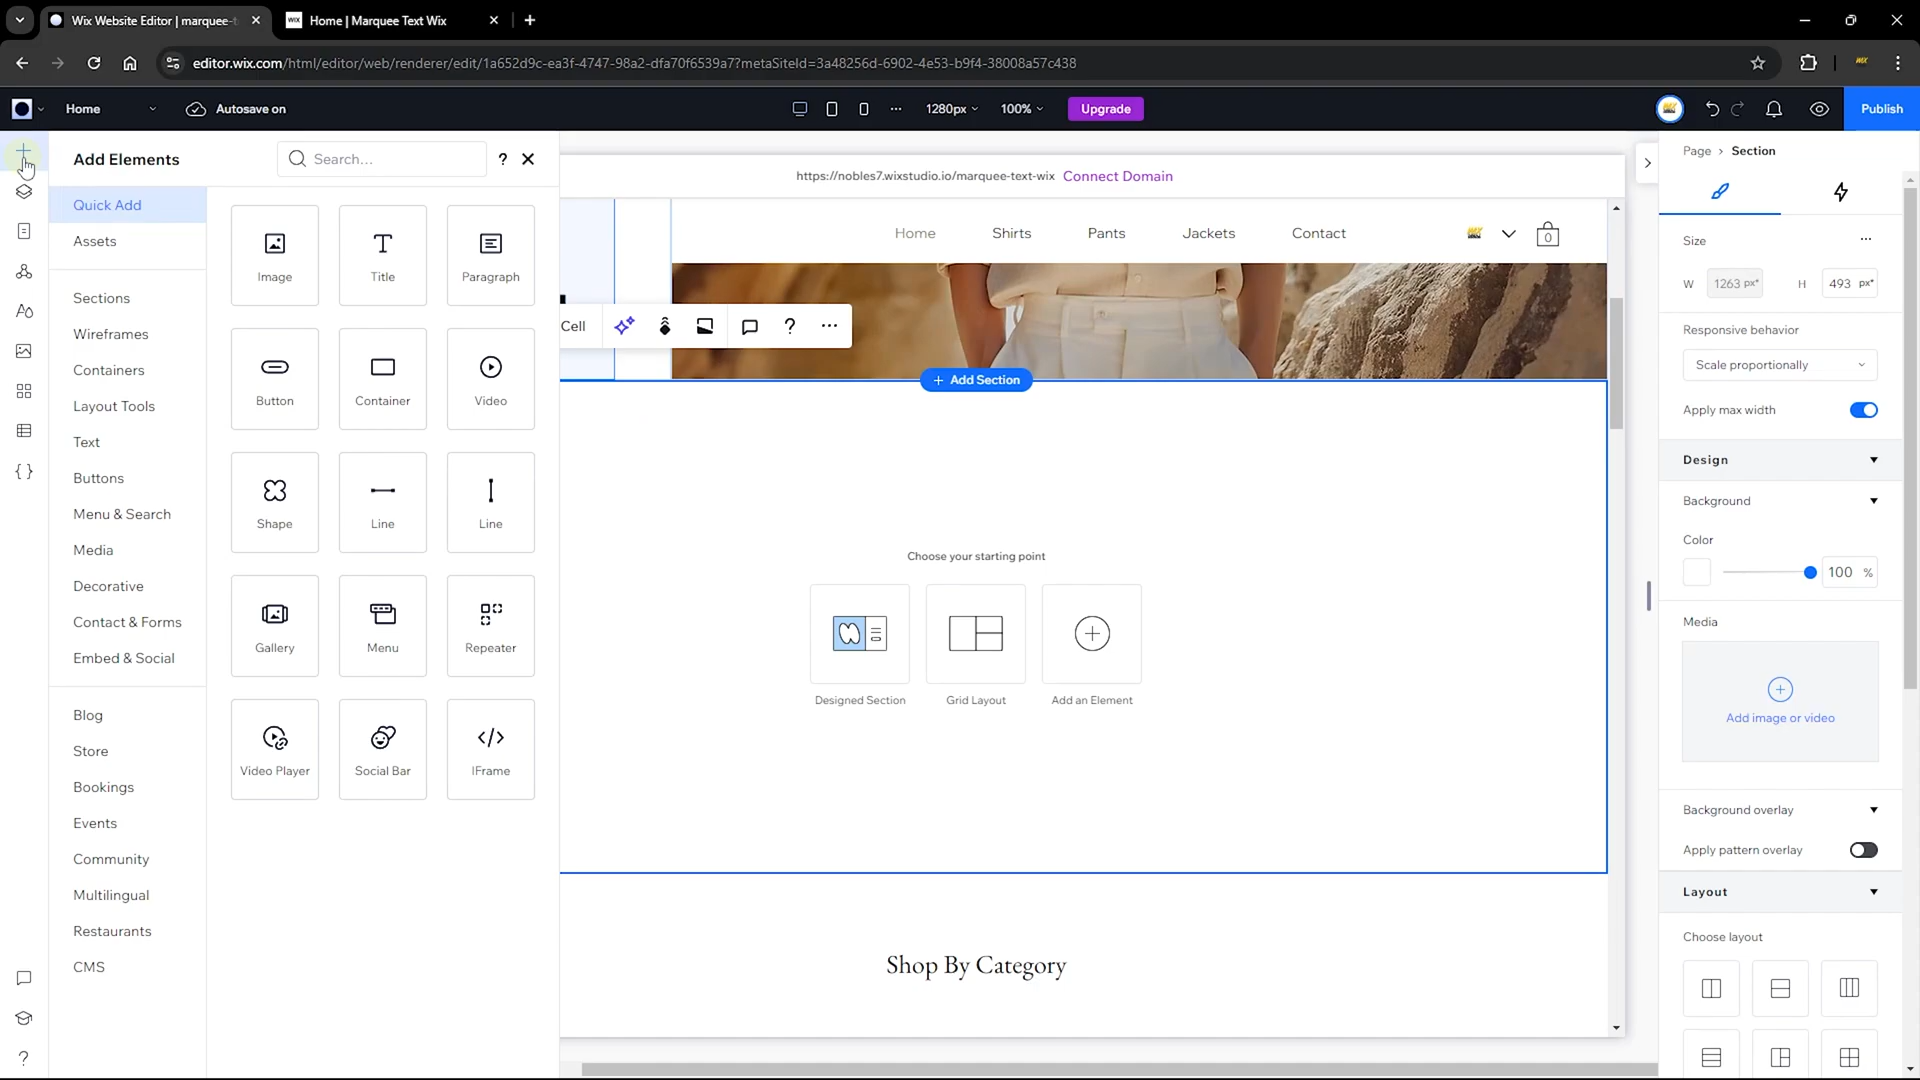 Wix Website Editor | marquee-t
WIX Home | Marquee Text Wix
editor.wix.com/html/editor/web/renderer/edit/1a652d9c-ea3f-4747-98a2-dfa70f6539a7?metaSiteId=3a48256d-6902-4e53-b9f4-38008a57c438
Home
Autosave on
1280px
100%
Upgrade
Publish
Add Elements
Search...
?
Quick Add
Assets
Sections
Wireframes
Containers
Layout Tools
Text
Buttons
Menu & Search
Media
Decorative
Contact & Forms
Embed & Social
Blog
Store
Bookings
Events
Community
Multilingual
Restaurants
CMS
Image
Title
Paragraph
Button
Container
Video
Shape
Line
Line
Gallery
Menu
Repeater
Video Player
Social Bar
IFrame
https://nobles7.wixstudio.io/marquee-text-wix Connect Domain
Home
Shirts
Pants
Jackets
Contact
0
Cell
?
+ Add Section
Choose your starting point
Designed Section
Grid Layout
Add an Element
Shop By Category
Page > Section
Size
W 1263 px*
H 493 px*
Responsive behavior
Scale proportionally
Apply max width
Design
Background
Color
100 %
Media
Add image or video
Background overlay
Apply pattern overlay
Layout
Choose layout
?